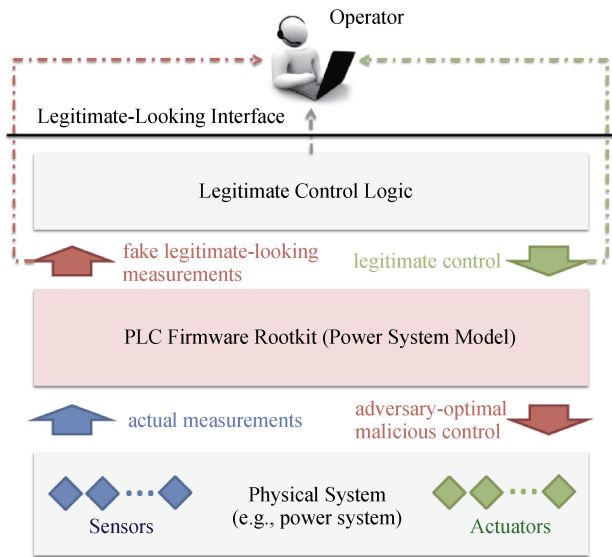 Operator
Legitimate-Looking Interface
Legitimate Control Logic
fake legitimate-looking
measurements
legitimate control
PLC Firmware Rootkit (Power System Model)
actual measurements
adversary-optimal
malicious control
Physical System
(e.g., power system)
Sensors
Actuators